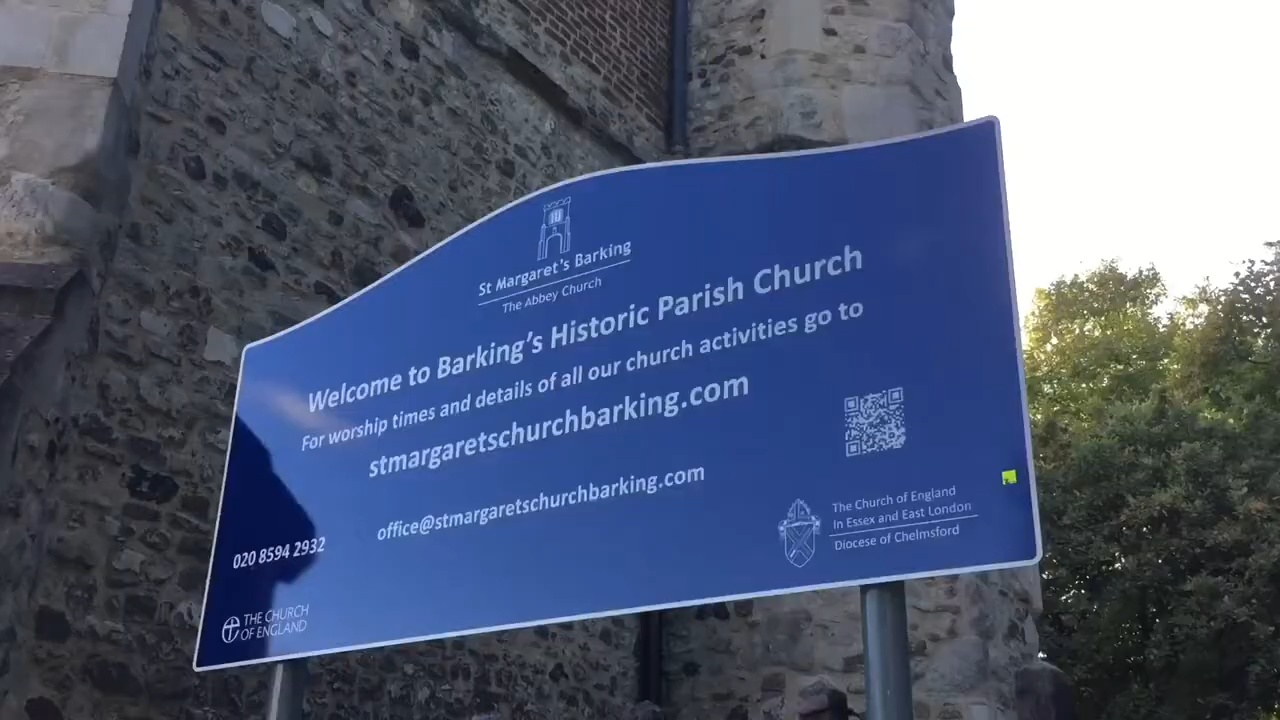 St Margaret's Barking
The Abbey Church
Welcome to Barking's Historic Parish Church
For worship times and details of all our church activities go to
stmargaretschurchbarking.com
office@stmargaretschurchbarking.com
020 8594 2932
THE CHURCH
OF ENGLAND
The Church of England
in Essex and East London
Diocese of Chelmsford